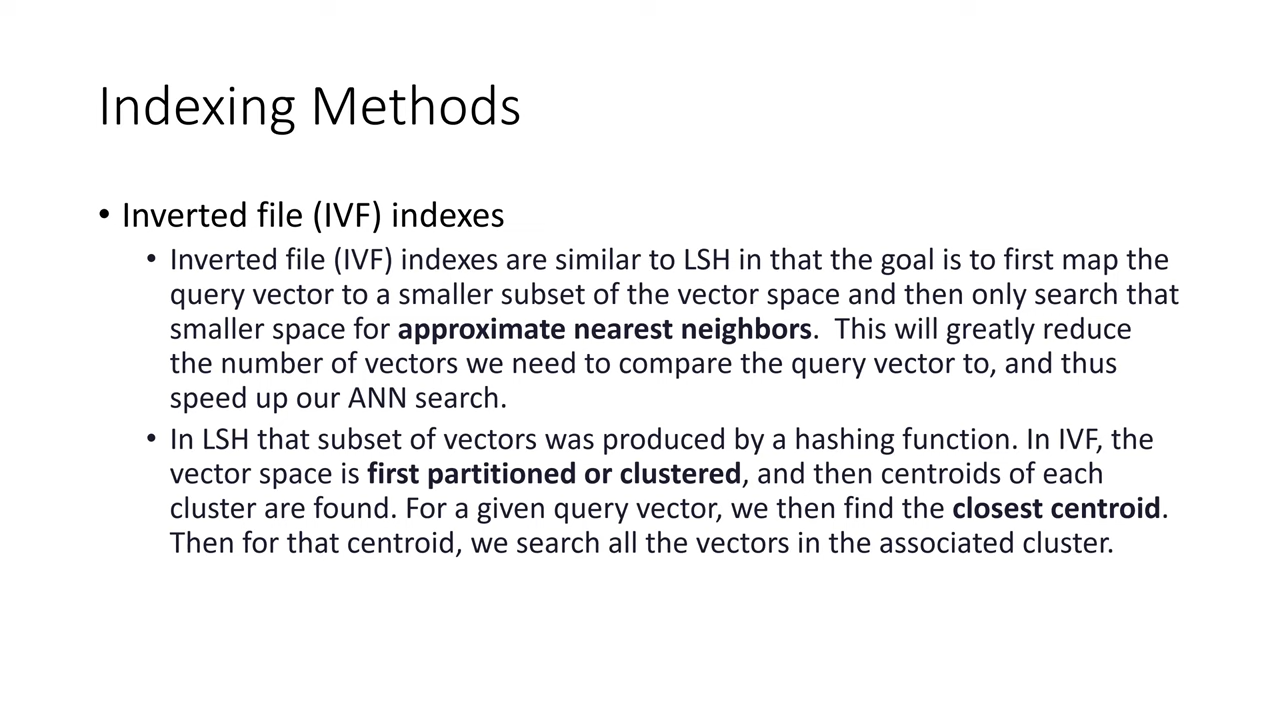 Indexing Methods
• Inverted file (IVF) indexes
• Inverted file (IVF) indexes are similar to LSH in that the goal is to first map the
query vector to a smaller subset of the vector space and then only search that
smaller space for approximate nearest neighbors.  This will greatly reduce
the number of vectors we need to compare the query vector to, and thus
speed up our ANN search.
• In LSH that subset of vectors was produced by a hashing function. In IVF, the
vector space is first partitioned or clustered, and then centroids of each
cluster are found. For a given query vector, we then find the closest centroid.
Then for that centroid, we search all the vectors in the associated cluster.